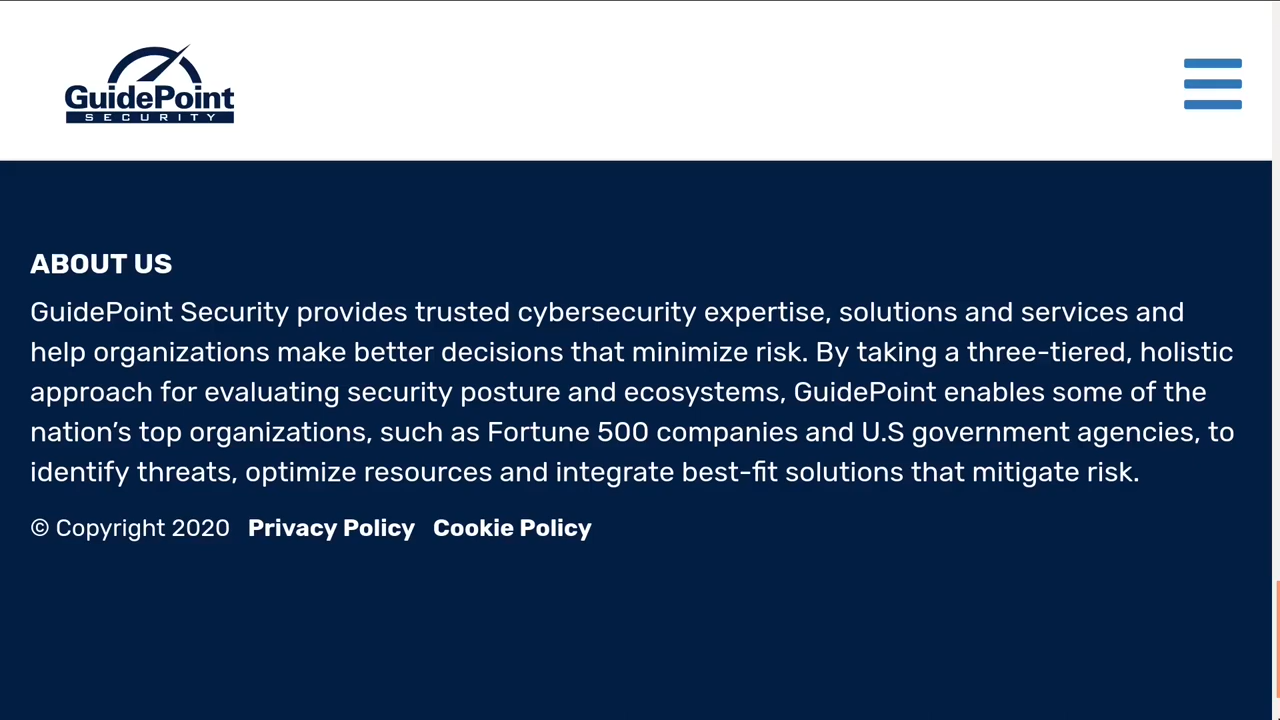 GuidePoint
SECURITY
ABOUT US
GuidePoint Security provides trusted cybersecurity expertise, solutions and services and
help organizations make better decisions that minimize risk. By taking a three-tiered, holistic
approach for evaluating security posture and ecosystems, GuidePoint enables some of the
nation’s top organizations, such as Fortune 500 companies and U.S government agencies, to
identify threats, optimize resources and integrate best-fit solutions that mitigate risk.
© Copyright 2020 Privacy Policy Cookie Policy